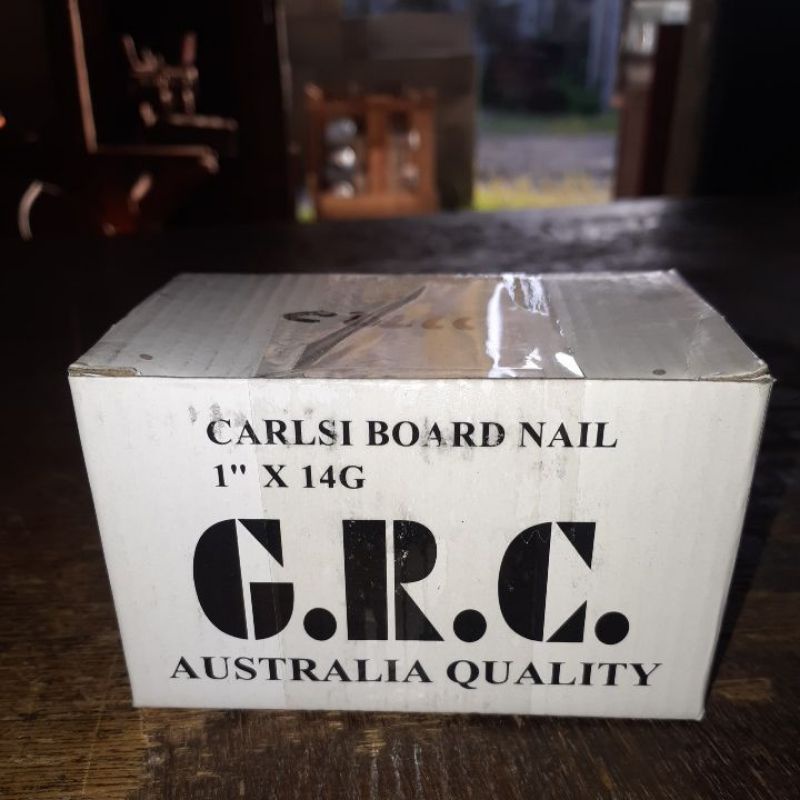 CARLSI BOARD NAIL
1" X 14G
G.R.C.
AUSTRALIA QUALITY